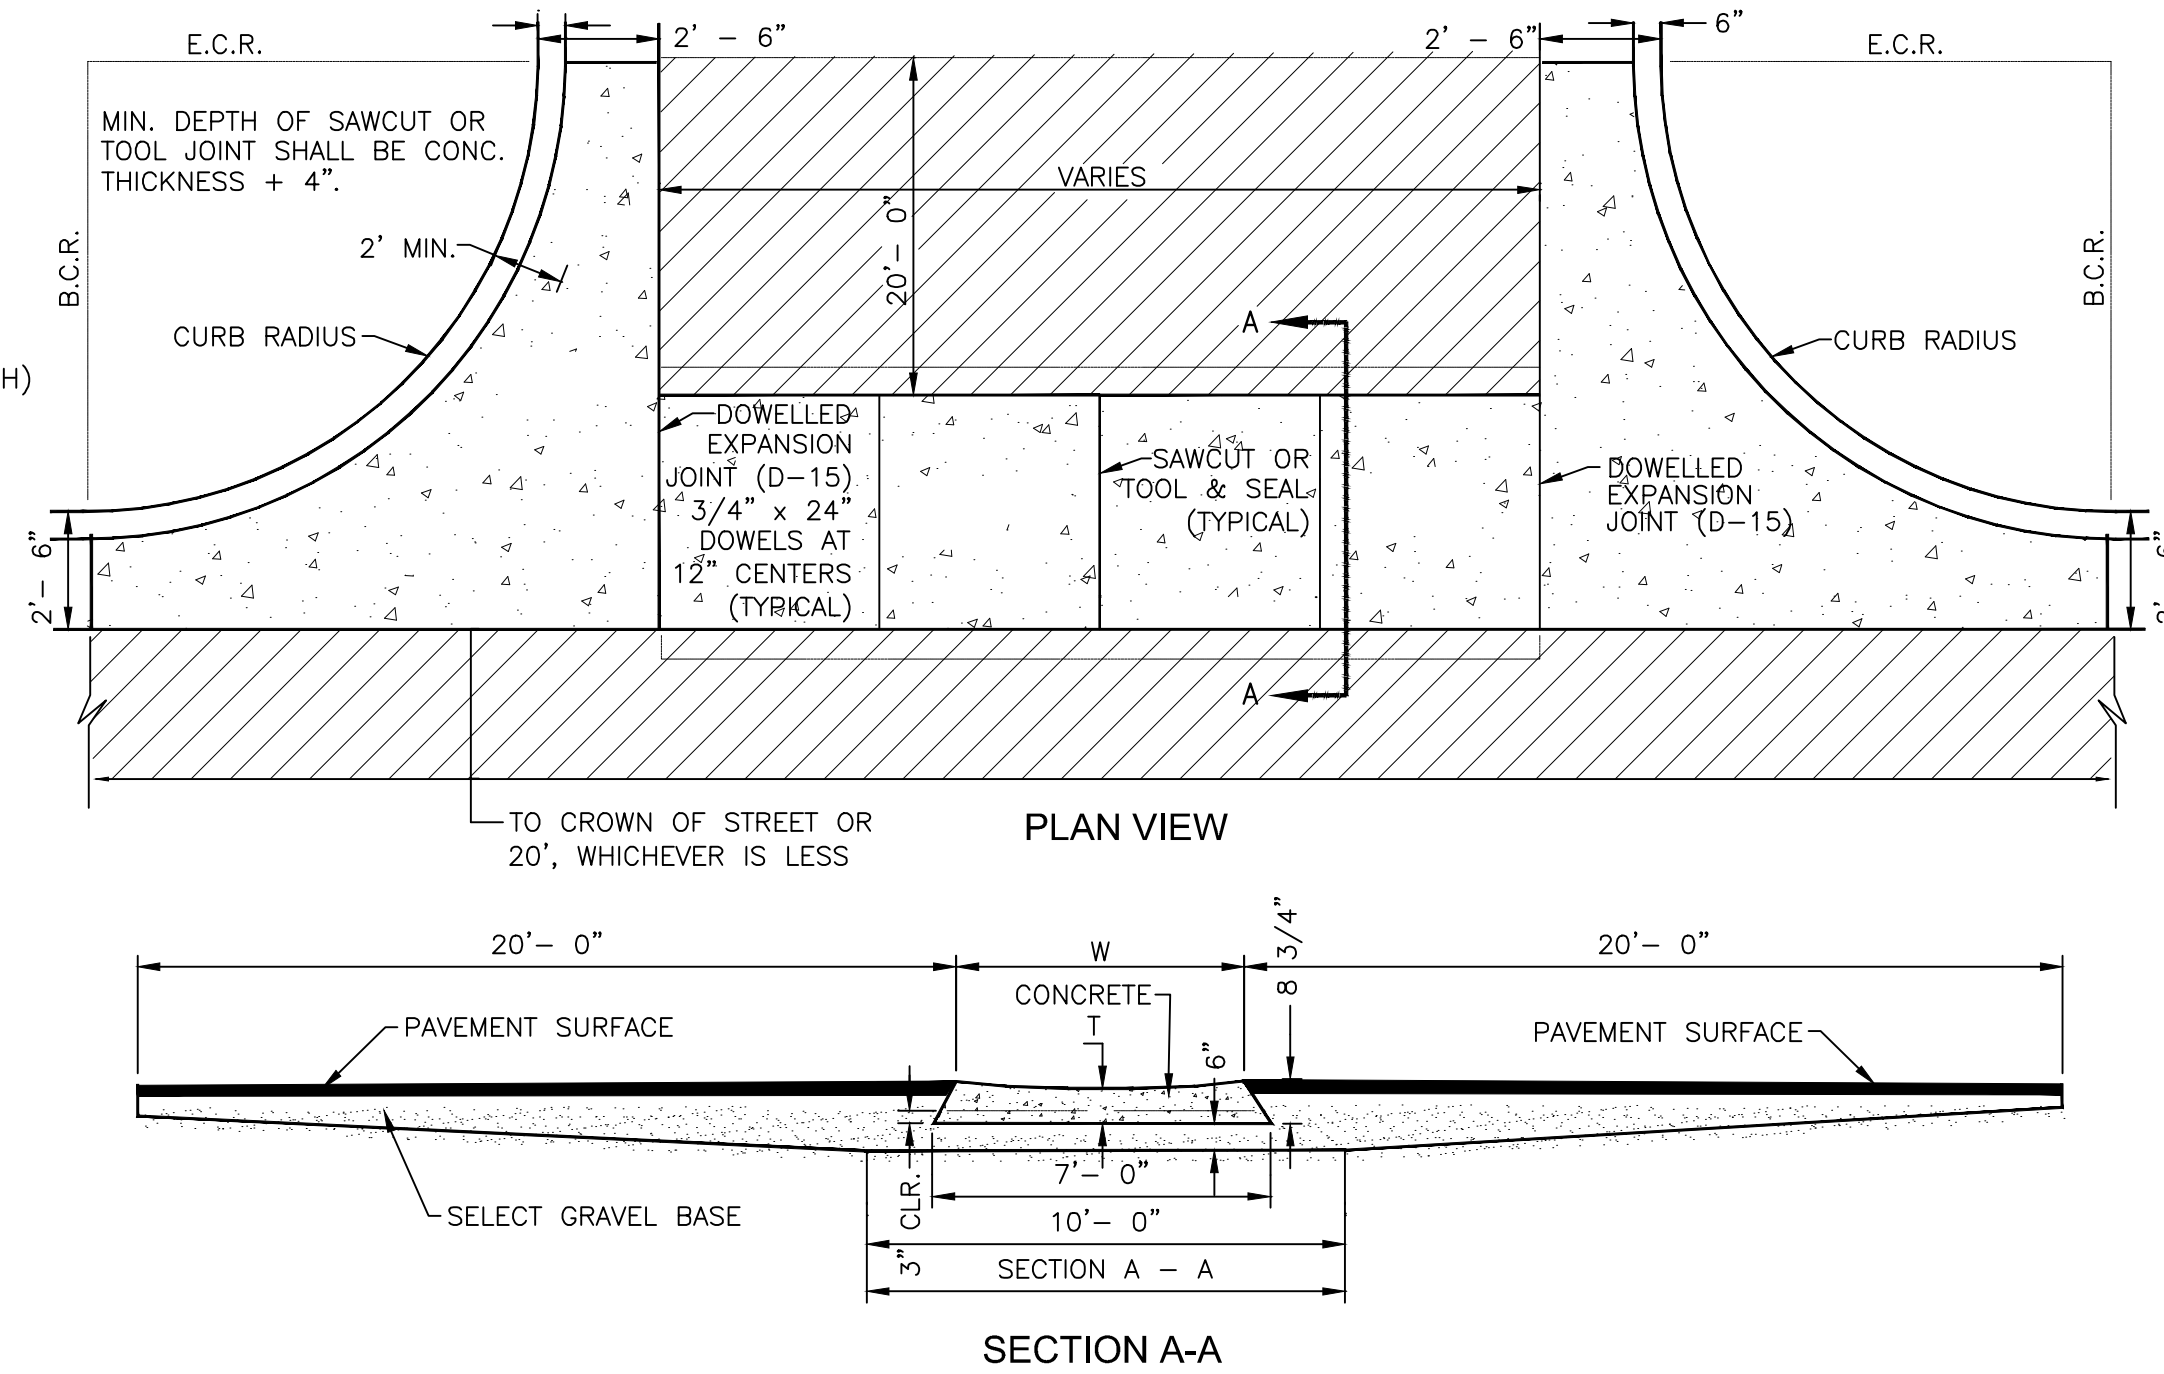 2' - 6"
2' - 6"
6"
E.C.R.
E.C.R.
MIN. DEPTH OF SAWCUT OR
TOOL JOINT SHALL BE CONC.
THICKNESS + 4".
VARIES
20'- 0"
2' MIN.
B.C.R.
B.C.R.
CURB RADIUS
CURB RADIUS
A
H)
DOWELLED
EXPANSION
JOINT (D-15)
3/4" x 24"
DOWELS AT
12" CENTERS
(TYPICAL)
SAWCUT OR
TOOL & SEAL
(TYPICAL)
DOWELLED
EXPANSION
JOINT (D-15)
2'- 6"
A
TO CROWN OF STREET OR
20', WHICHEVER IS LESS
PLAN VIEW
20'- 0"
W
8 3/4"
20'- 0"
CONCRETE
T
6"
PAVEMENT SURFACE
PAVEMENT SURFACE
7'- 0"
3" CLR.
SELECT GRAVEL BASE
10'- 0"
SECTION A - A
SECTION A-A